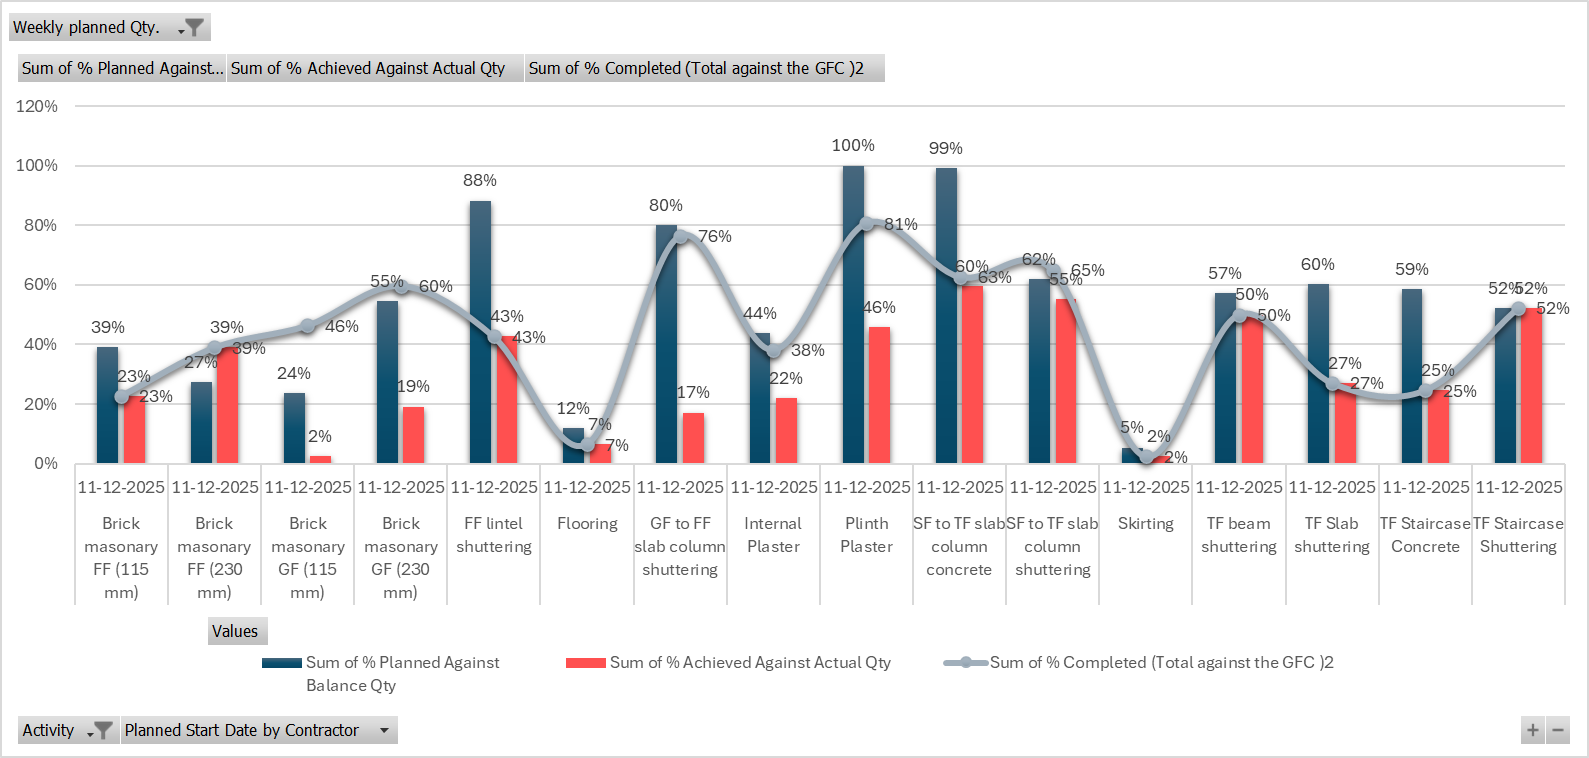 Weekly planned Qty.
Sum of % Planned Against... Sum of % Achieved Against Actual Qty Sum of % Completed (Total against the GFC )2
120%
100%
80%
60%
40%
20%
0%
39% 27% 24% 55% 88% 12% 80% 44% 100% 99% 62% 5% 57% 60% 59% 52%
23% 39% 2% 19% 43% 7% 17% 22% 46% 60% 55% 2% 50% 27% 25% 52%
23% 39% 46% 60% 43% 7% 76% 38% 81% 63% 65% 2% 50% 27% 25% 52%
11-12-2025 11-12-2025 11-12-2025 11-12-2025 11-12-2025 11-12-2025 11-12-2025 11-12-2025 11-12-2025 11-12-2025 11-12-2025 11-12-2025 11-12-2025 11-12-2025 11-12-2025 11-12-2025
Brick
masonary
FF (115
mm)
Brick
masonary
FF (230
mm)
Brick
masonary
GF (115
mm)
Brick
masonary
GF (230
mm)
FF lintel
shuttering
Flooring
GF to FF
slab column
shuttering
Internal
Plaster
Plinth
Plaster
SF to TF slab
column
concrete
SF to TF slab
column
shuttering
Skirting
TF beam
shuttering
TF Slab
shuttering
TF Staircase
Concrete
TF Staircase
Shuttering
Values
Sum of % Planned Against
Balance Qty
Sum of % Achieved Against Actual Qty
Sum of % Completed (Total against the GFC )2
Activity Planned Start Date by Contractor
+ −